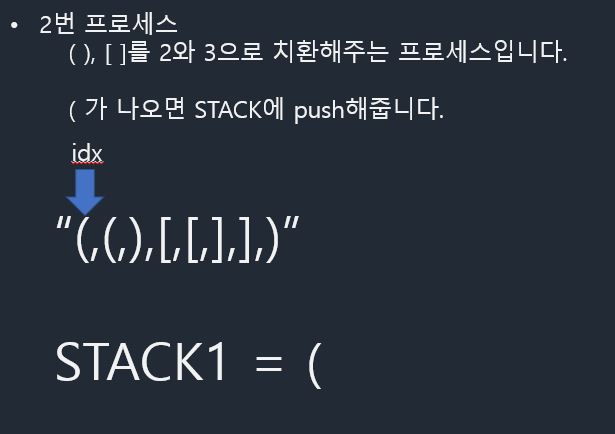 • 2번 프로세스
( ), [ ]를 2와 3으로 치환해주는 프로세스입니다.
( 가 나오면 STACK에 push해줍니다.
idx
“(,(,),[,[,],],)”
STACK1 = (